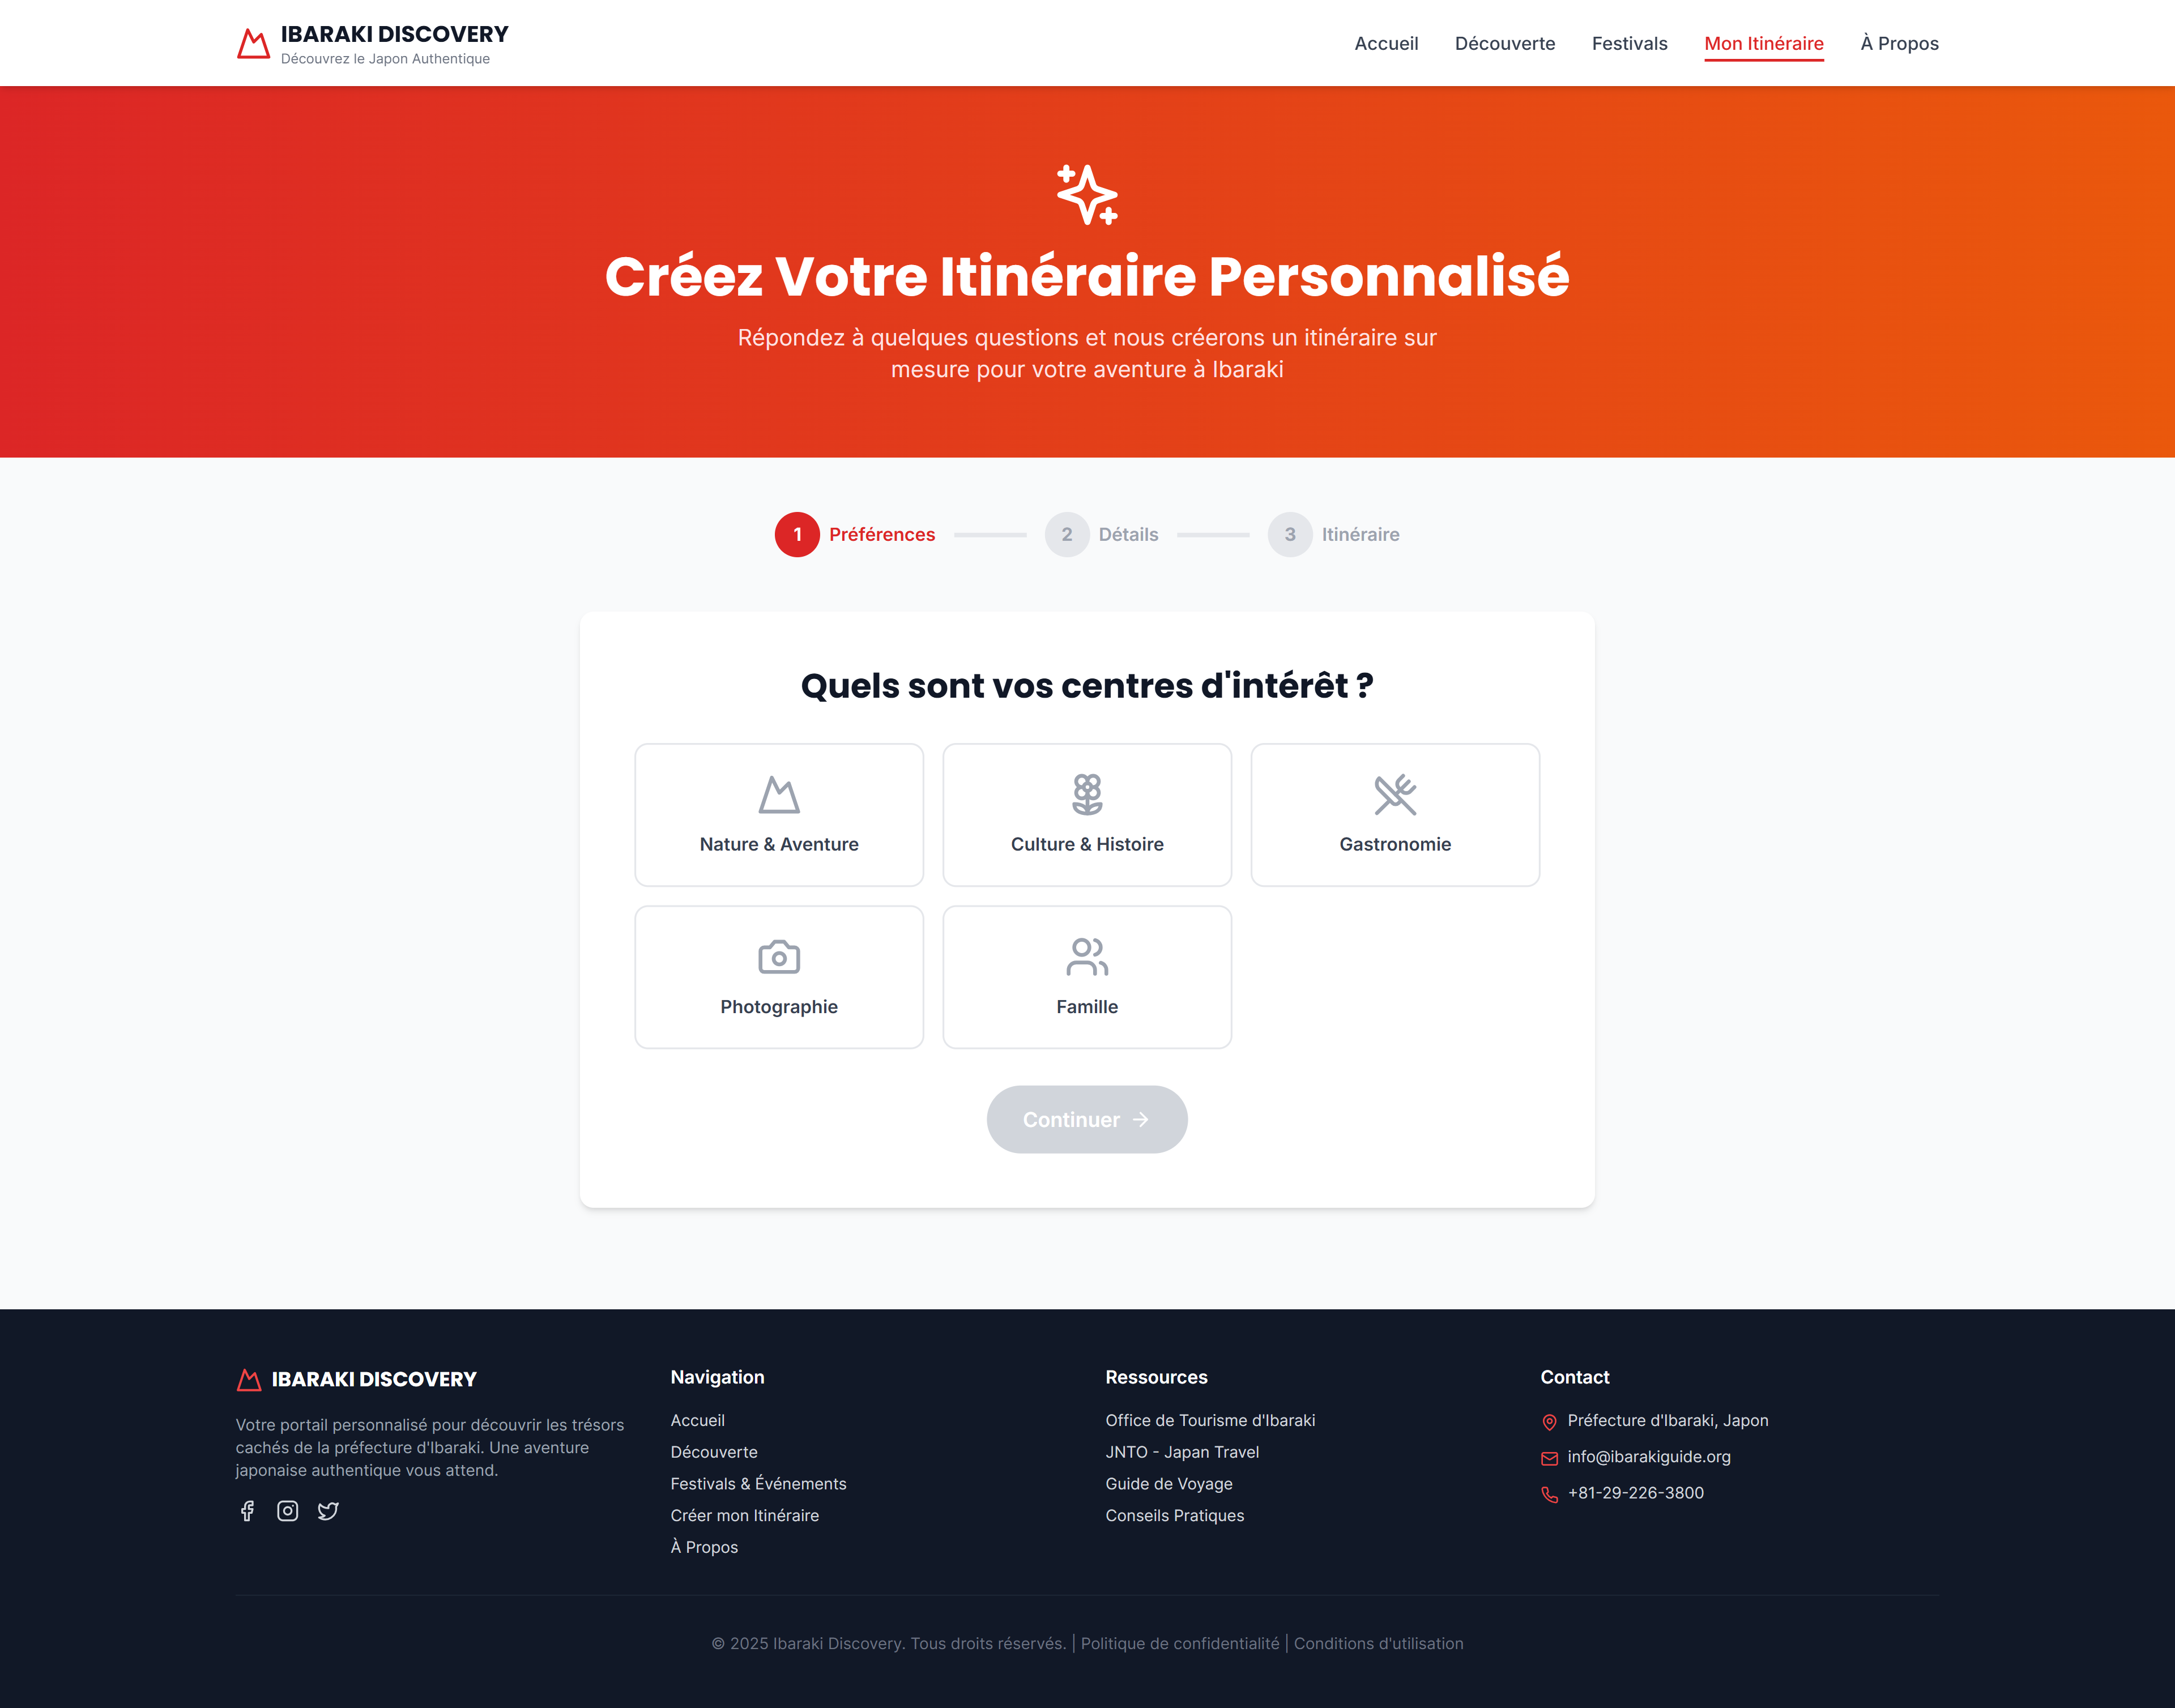 IBARAKI DISCOVERY
Découvrez le Japon Authentique
Accueil
Découverte
Festivals
Mon Itinéraire
À Propos
Créez Votre Itinéraire Personnalisé
Répondez à quelques questions et nous créerons un itinéraire sur
mesure pour votre aventure à Ibaraki
1 Préférences
2 Détails
3 Itinéraire
Quels sont vos centres d'intérêt ?
Nature & Aventure
Culture & Histoire
Gastronomie
Photographie
Famille
Continuer
IBARAKI DISCOVERY
Votre portail personnalisé pour découvrir les trésors
cachés de la préfecture d'Ibaraki. Une aventure
japonaise authentique vous attend.
Navigation
Accueil
Découverte
Festivals & Événements
Créer mon Itinéraire
À Propos
Ressources
Office de Tourisme d'Ibaraki
JNTO - Japan Travel
Guide de Voyage
Conseils Pratiques
Contact
Préfecture d'Ibaraki, Japon
info@ibarakiguide.org
+81-29-226-3800
© 2025 Ibaraki Discovery. Tous droits réservés. | Politique de confidentialité | Conditions d'utilisation